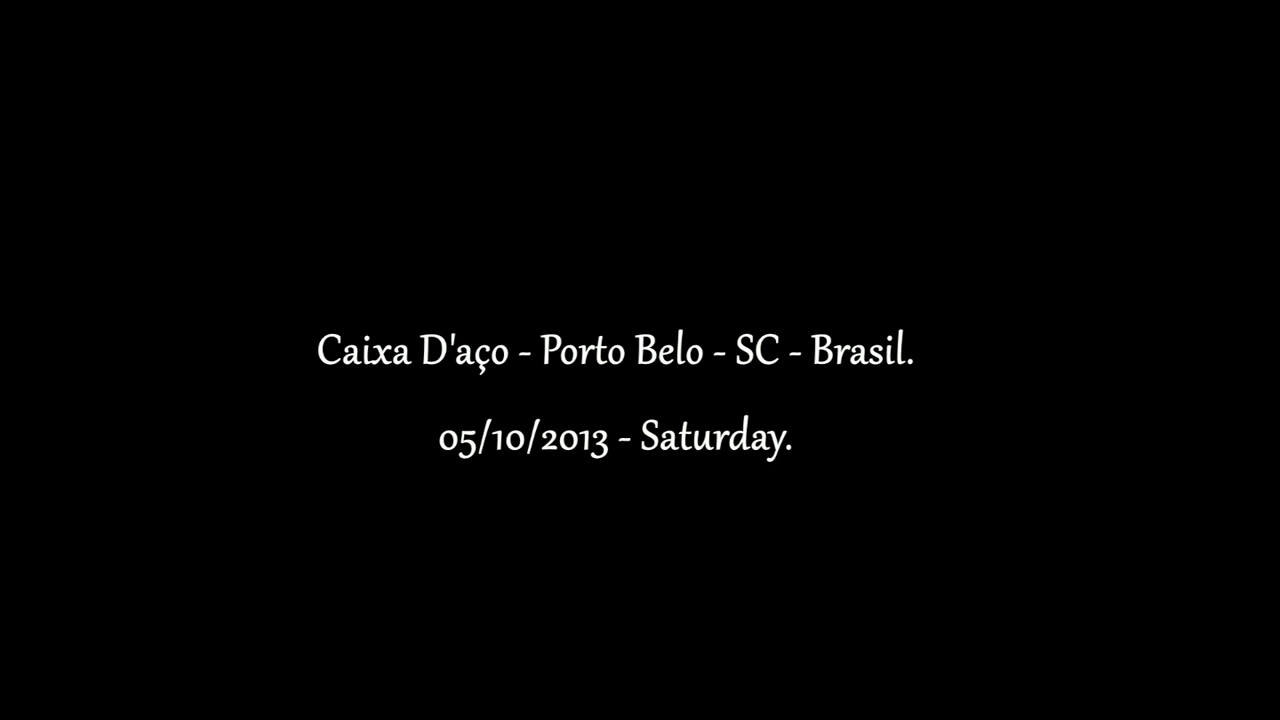 Caixa D'aço - Porto Belo - SC - Brasil.
05/10/2013 - Saturday.